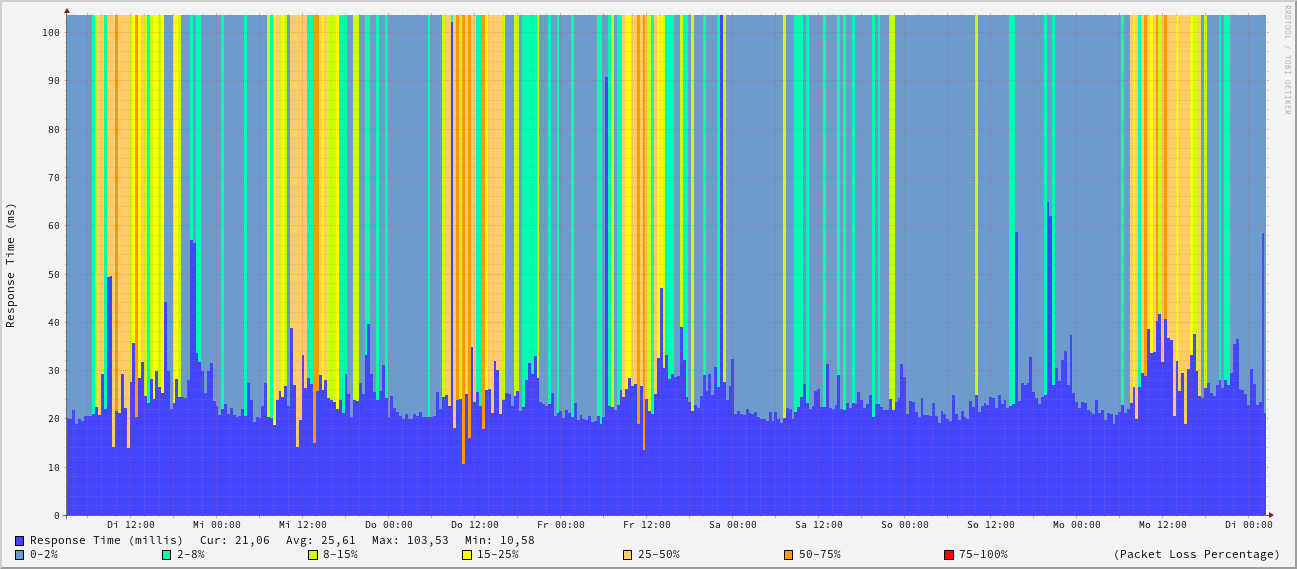 RRDTOOL / TOBI OETIKER
Response Time (ms)
100
90
80
70
60
50
40
30
20
10
0
Di 12:00 Mi 00:00 Mi 12:00 Do 00:00 Do 12:00 Fr 00:00 Fr 12:00 Sa 00:00 Sa 12:00 So 00:00 So 12:00 Mo 00:00 Mo 12:00 Di 00:00
Response Time (millis) Cur: 21,06 Avg: 25,61 Max: 103,53 Min: 10,58
0-2% 2-8% 8-15% 15-25% 25-50% 50-75% 75-100% (Packet Loss Percentage)